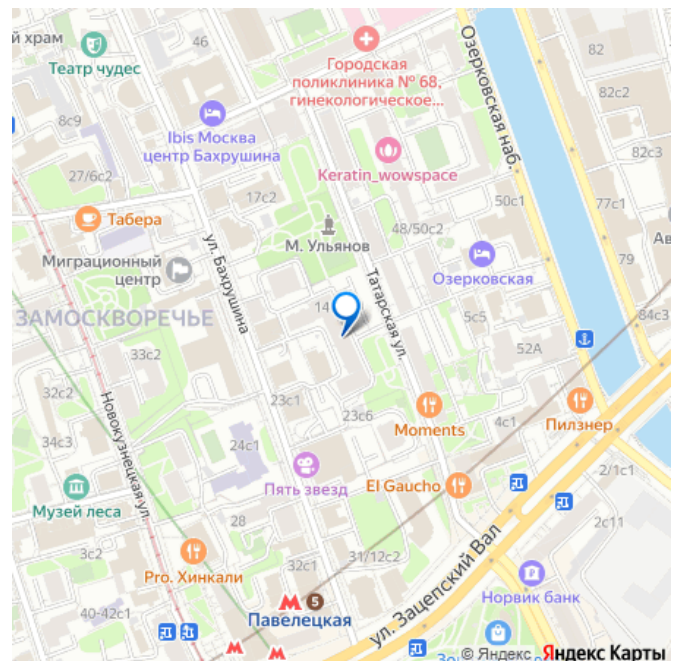 й храм
Театр чудес
46
Городская
поликлиника № 68,
гинекологическое...
Озерковская наб.
82
82с2
8с9
Ibis Москва
центр Бахрушина
82с3
27/6с2
Keratin_wowspace
17с2
50с1
77с1
Табера
48/50с2
М. Ульянов
Ав
ул. Бахрушина
Миграционный
центр
Татарская ул.
Озерковская
79
14
84с3
ЗАМОСКВОРЕЧЬЕ
5с5
33с2
52А
32с2
Новокузнецкая ул.
23с1
23с6
Moments
4с1
Пилзнер
34с3
24с1
Пять звезд
El Gaucho
2/1с1
Музей леса
28
2с11
3с2
31/12с2
Pro. Хинкали
32с1
ул. Зацепский Вал
Норвик банк
5
40-42с1
Павелецкая
© Яндекс Яндекс Карты